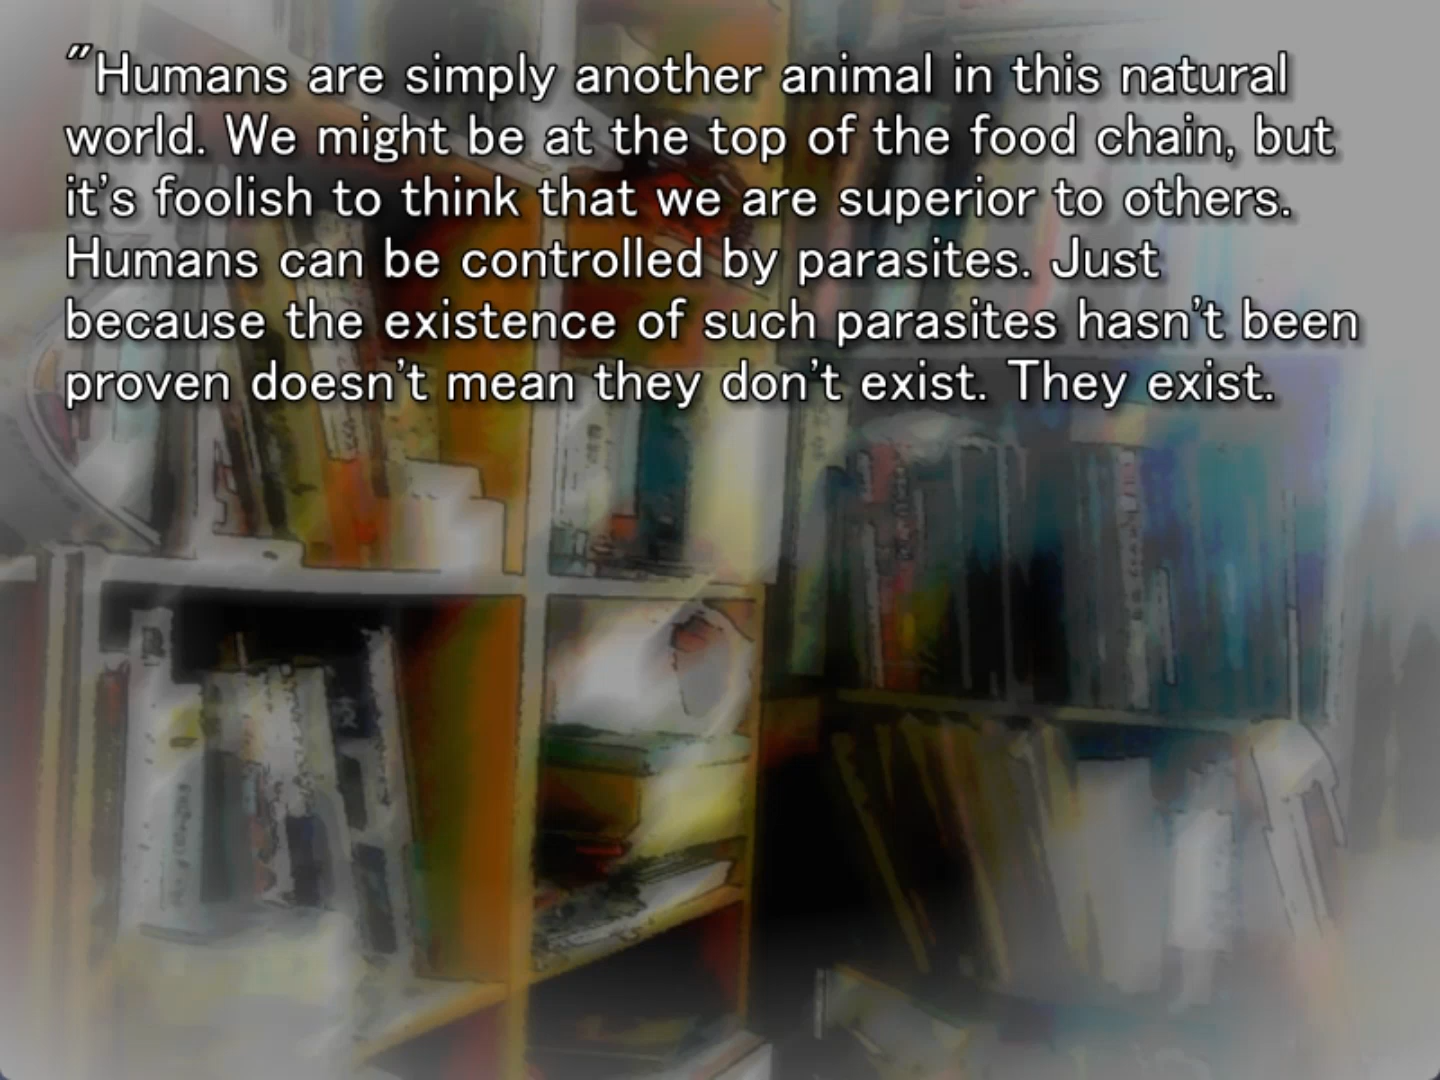 "Humans are simply another animal in this natural
world. We might be at the top of the food chain, but
it's foolish to think that we are superior to others.
Humans can be controlled by parasites. Just
because the existence of such parasites hasn't been
proven doesn't mean they don't exist. They exist.